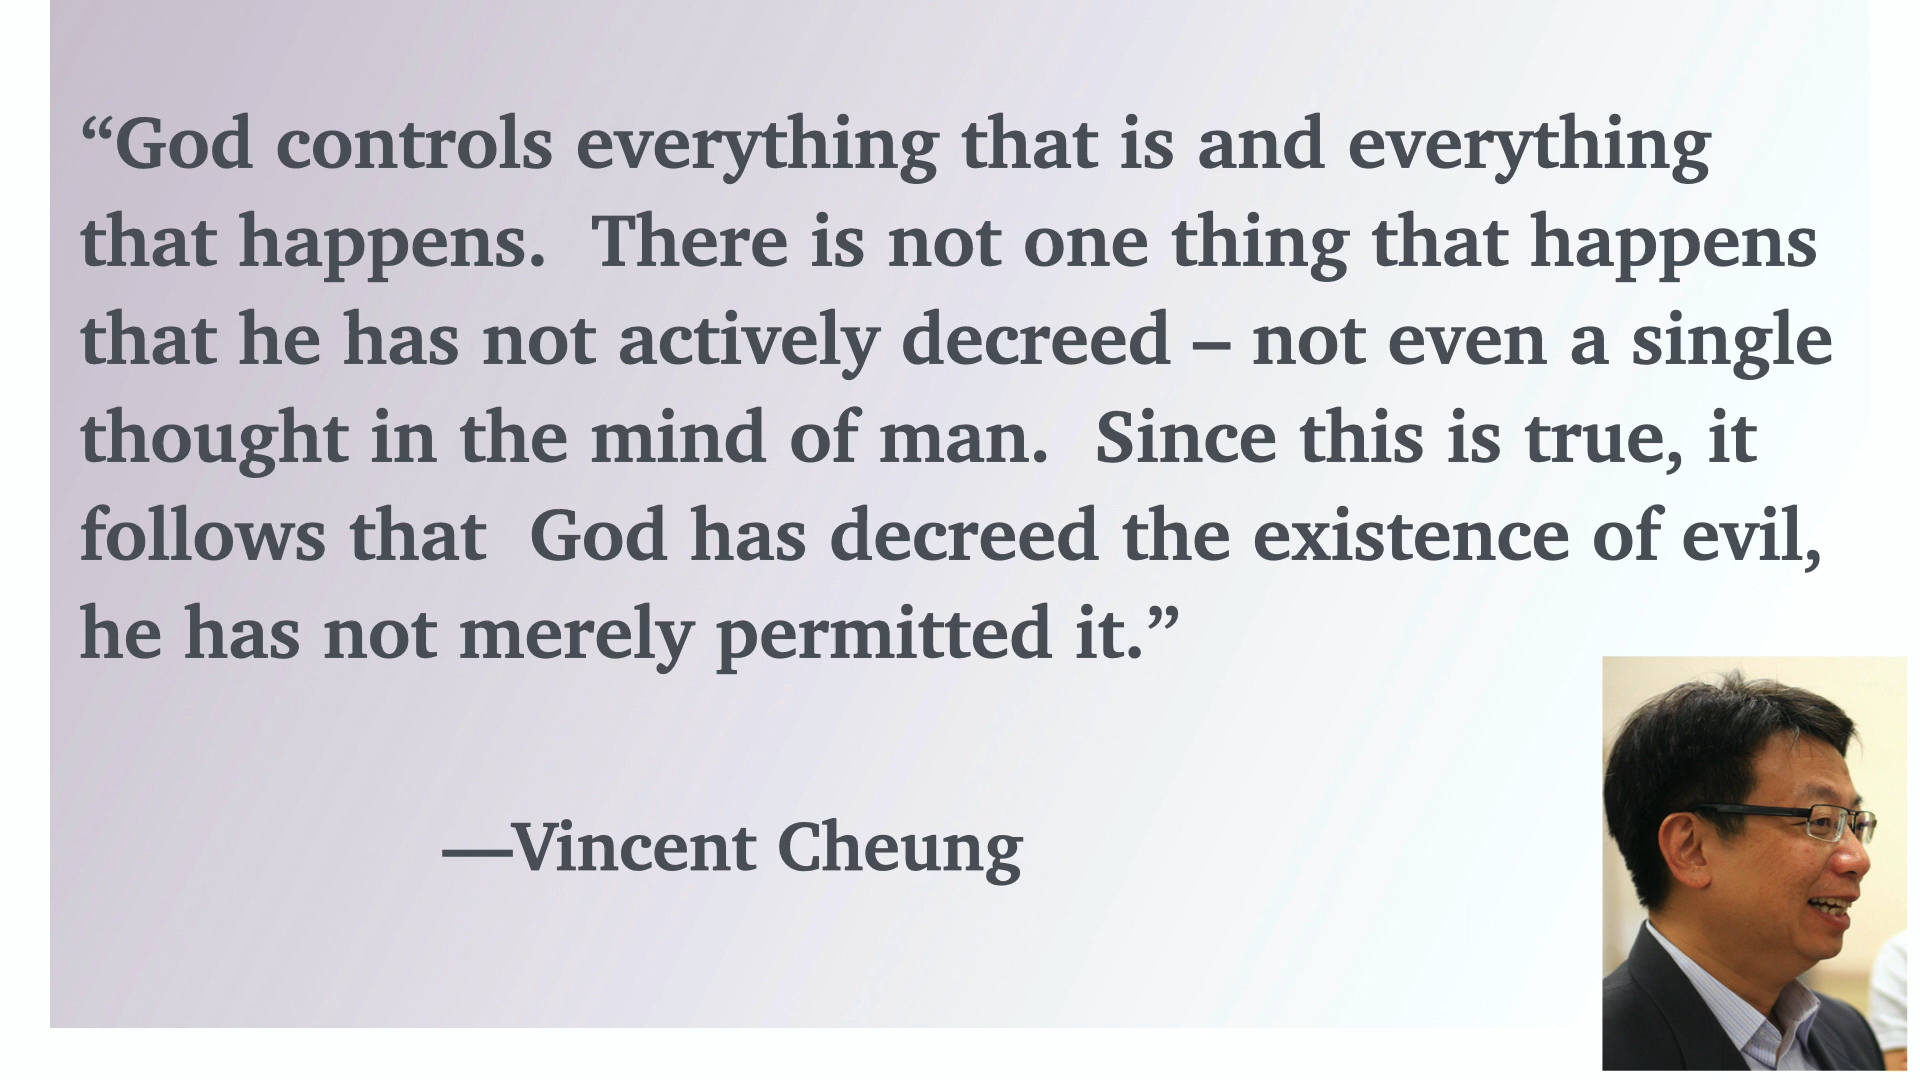 “God controls everything that is and everything
that happens.  There is not one thing that happens
that he has not actively decreed – not even a single
thought in the mind of man.  Since this is true, it
follows that  God has decreed the existence of evil,
he has not merely permitted it.”
—Vincent Cheung